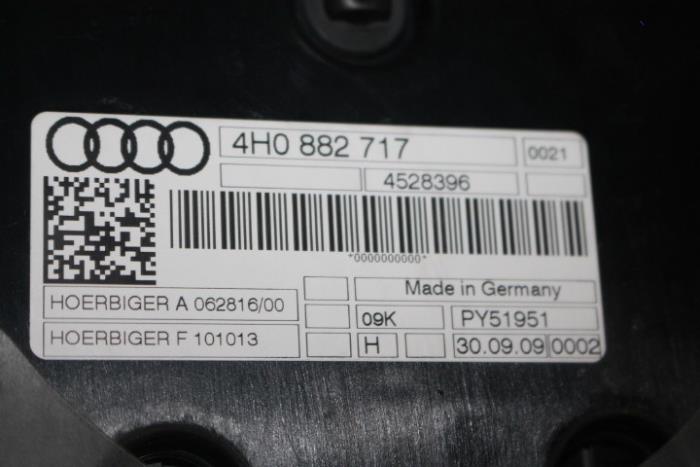 4H0 882 717 0021
4528396
*0000000000*
Made in Germany
HOERBIGER A 062816/00
09K PY51951
HOERBIGER F 101013
H 30.09.09 0002